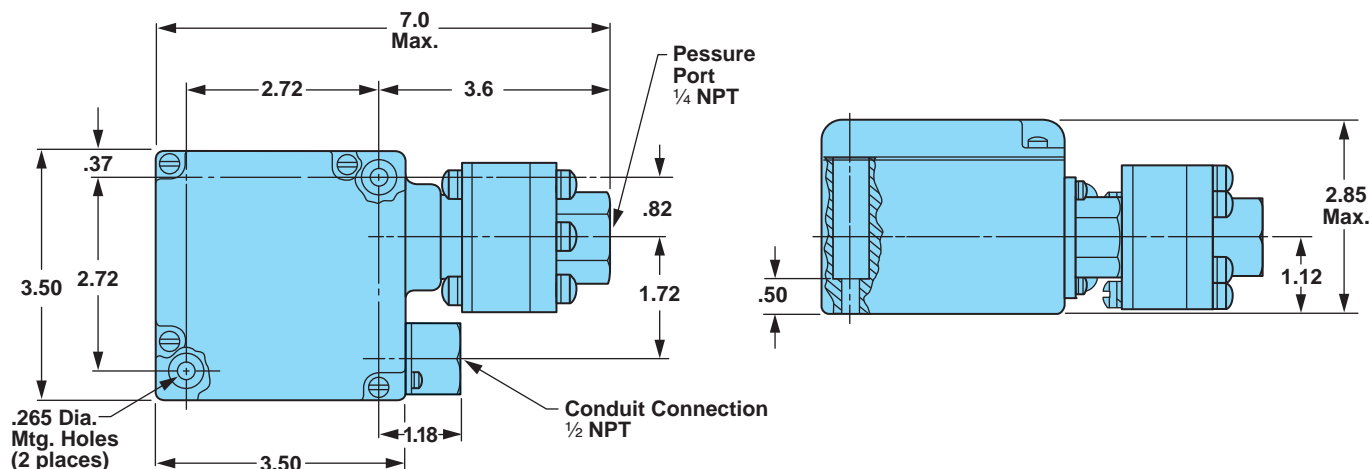 7.0
Max.
Pessure
Port
¼ NPT
2.72
3.6
.37
.82
2.85
Max.
3.50
2.72
1.72
.50
1.12
.265 Dia.
Mtg. Holes
(2 places)
1.18
Conduit Connection
½ NPT
3.50